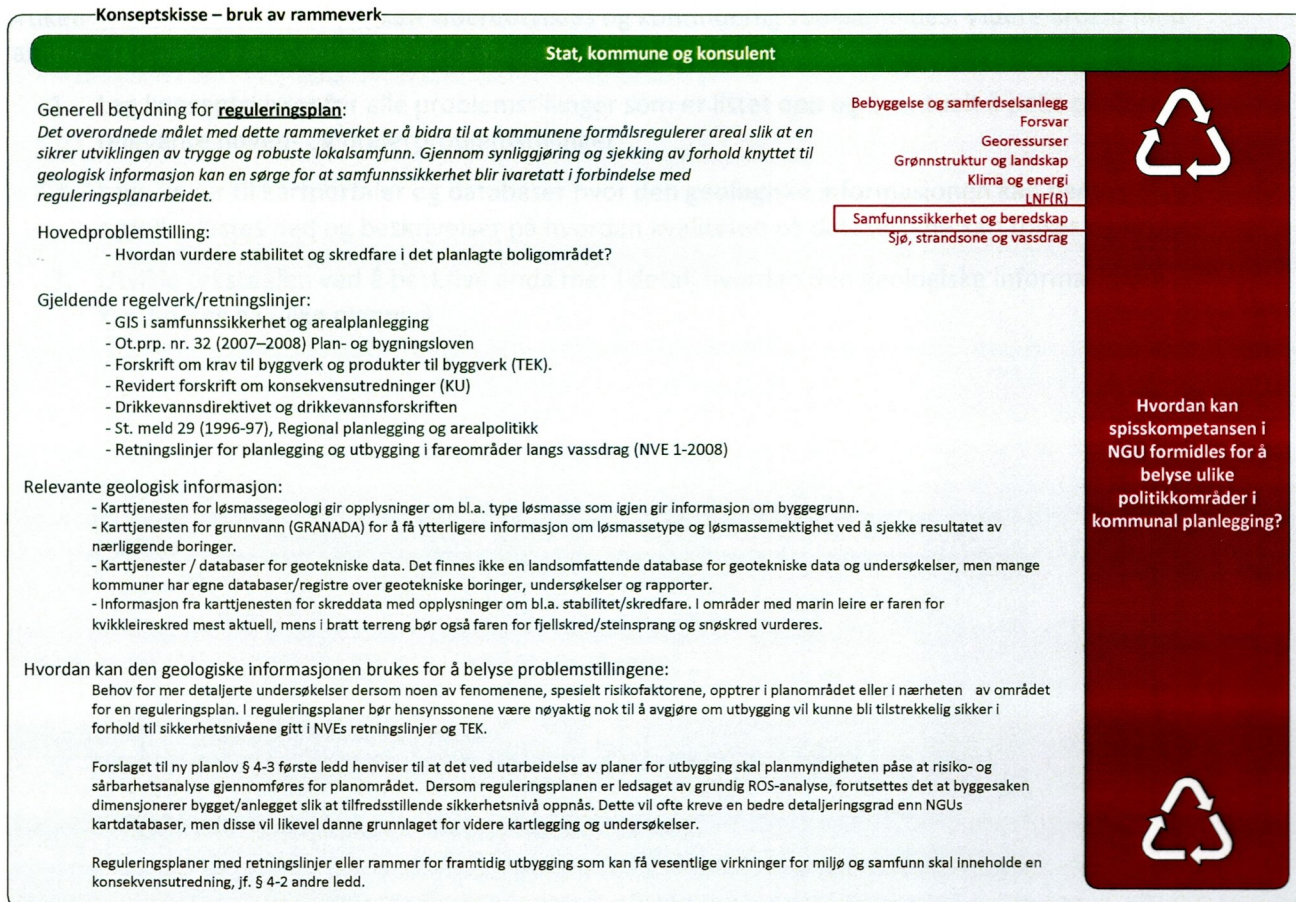 Konseptskisse – bruk av rammeverk
Stat, kommune og konsulent
Generell betydning for reguleringsplan:
Det overordnede målet med dette rammeverket er å bidra til at kommunene formålsregulerer areal slik at en
sikrer utviklingen av trygge og robuste lokalsamfunn. Gjennom synliggjøring og sjekking av forhold knyttet til
geologisk informasjon kan en sørge for at samfunnssikkerhet blir ivaretatt i forbindelse med
reguleringsplanarbeidet.
Hovedproblemstilling:
- Hvordan vurdere stabilitet og skredfare i det planlagte boligområdet?
Gjeldende regelverk/retningslinjer:
- GIS i samfunnssikkerhet og arealplanlegging
- Ot.prp. nr. 32 (2007–2008) Plan- og bygningsloven
- Forskrift om krav til byggverk og produkter til byggverk (TEK).
- Revidert forskrift om konsekvensutredninger (KU)
- Drikkevannsdirektivet og drikkevannsforskriften
- St. meld 29 (1996-97), Regional planlegging og arealpolitikk
- Retningslinjer for planlegging og utbygging i fareområder langs vassdrag (NVE 1-2008)
Relevante geologisk informasjon:
- Karttjenesten for løsmassegeologi gir opplysninger om bl.a. type løsmasse som igjen gir informasjon om byggegrunn.
- Karttjenesten for grunnvann (GRANADA) for å få ytterligere informasjon om løsmassetype og løsmassemektighet ved å sjekke resultatet av
nærliggende boringer.
- Karttjenester / databaser for geotekniske data. Det finnes ikke en landsomfattende database for geotekniske data og undersøkelser, men mange
kommuner har egne databaser/registre over geotekniske boringer, undersøkelser og rapporter.
- Informasjon fra karttjenesten for skreddata med opplysninger om bl.a. stabilitet/skredfare. I områder med marin leire er faren for
kvikkleireskred mest aktuell, mens i bratt terreng bør også faren for fjellskred/steinsprang og snøskred vurderes.
Hvordan kan den geologiske informasjonen brukes for å belyse problemstillingene:
Behov for mer detaljerte undersøkelser dersom noen av fenomenene, spesielt risikofaktorene, opptrer i planområdet eller i nærheten av området
for en reguleringsplan. I reguleringsplaner bør hensynssonene være nøyaktig nok til å avgjøre om utbygging vil kunne bli tilstrekkelig sikker i
forhold til sikkerhetsnivåene gitt i NVEs retningslinjer og TEK.
Forslaget til ny planlov § 4-3 første ledd henviser til at det ved utarbeidelse av planer for utbygging skal planmyndigheten påse at risiko- og
sårbarhetsanalyse gjennomføres for planområdet. Dersom reguleringsplanen er ledsaget av grundig ROS-analyse, forutsettes det at byggesaken
dimensjonerer bygget/anlegget slik at tilfredsstillende sikkerhetsnivå oppnås. Dette vil ofte kreve en bedre detaljeringsgrad enn NGUs
kartdatabaser, men disse vil likevel danne grunnlaget for videre kartlegging og undersøkelser.
Reguleringsplaner med retningslinjer eller rammer for framtidig utbygging som kan få vesentlige virkninger for miljø og samfunn skal inneholde en
konsekvensutredning, jf. § 4-2 andre ledd.
Bebyggelse og samferdselsanlegg
Forsvar
Georessurser
Grønnstruktur og landskap
Klima og energi
LNF(R)
Samfunnssikkerhet og beredskap
Sjø, strandsone og vassdrag
Hvordan kan
spisskompetansen i
NGU formidles for å
belyse ulike
politikkområder i
kommunal planlegging?